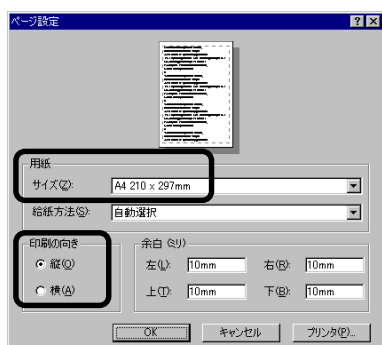 ページ設定
用紙
サイズ(Z):
A4 210 x 297mm
給紙方法(S):
自動選択
印刷の向き
縦(O)
横(A)
余白 (ミリ)
左(L):
10mm
右(R):
10mm
上(T):
10mm
下(B):
10mm
OK
キャンセル
プリンタ(P)...